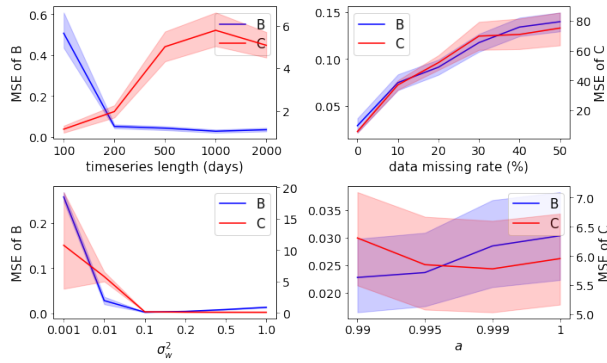 0.6
0.4
0.2
0.0
MSE of B
B
C
6
4
2
100 200 500 1000 2000
timeseries length (days)
0.15
0.10
0.05
MSE of B
B
C
80
60
40
20
MSE of C
0 10 20 30 40 50
data missing rate (%)
0.2
0.1
0.0
MSE of B
B
C
20
15
10
5
0
0.001 0.01 0.1 0.2 0.5 1.0
σ_w^2
0.035
0.030
0.025
0.020
B
C
7.0
6.5
6.0
5.5
5.0
MSE of C
0.99 0.995 0.999 1
a